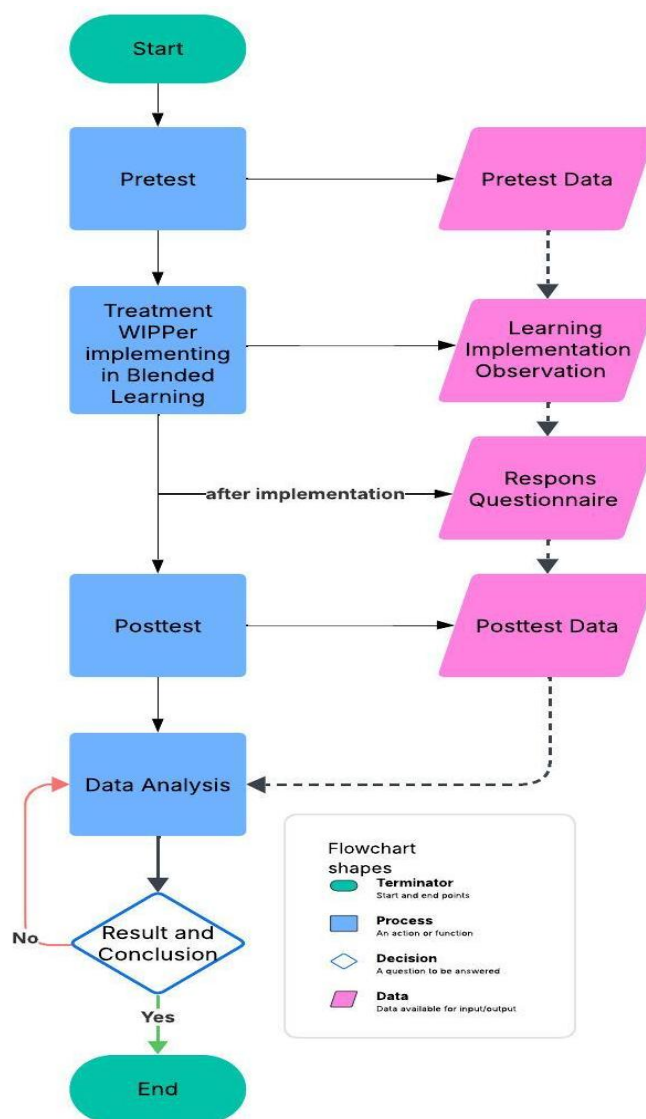 Start
Pretest
Pretest Data
Treatment
WIPPer
implementing
in Blended
Learning
Learning
Implementation
Observation
after implementation
Respons
Questionnaire
Posttest
Posttest Data
Data Analysis
Flowchart
shapes
Terminator
Start and end points
Process
An action or function
Decision
A question to be answered
Data
Data available for input/output
No
Result and
Conclusion
Yes
End